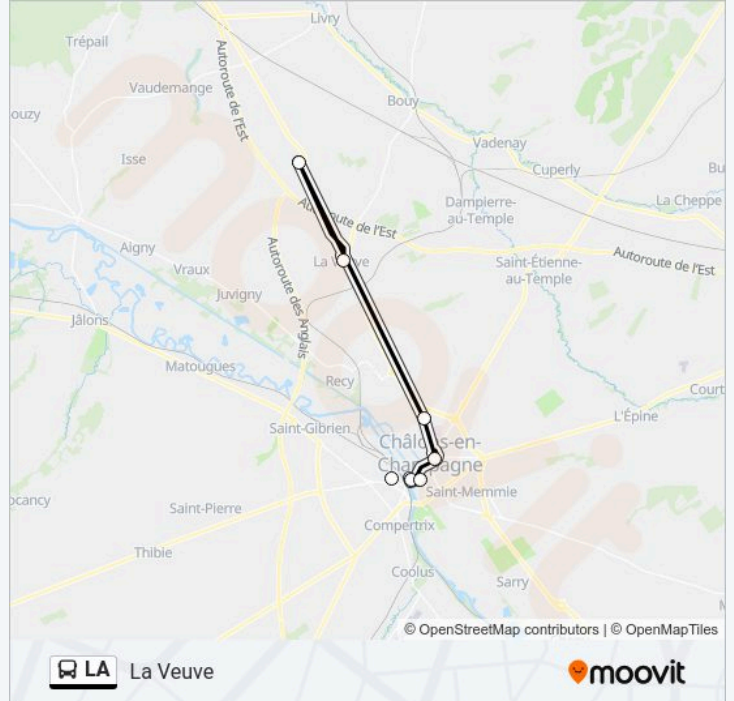 Livry
Trépail
Autoroute de l'Est
Vaudemange
Bouy
ouzy
Vadenay
Isse
Cuperly
Bu
La Cheppe
Autoroute de l'Est
Dampierre-
au-Temple
Aigny
La Veuve
Autoroute de l'Est
Vraux
Autoroute des Anglais
Saint-Étienne-
au-Temple
Juvigny
Jâlons
Matougues
Recy
Court
L'Épine
Saint-Gibrien
Châlons-en-
Champagne
ocancy
Saint-Memmie
Saint-Pierre
Compertrix
Thibie
Coolus
Sarry
© OpenStreetMap contributors | © OpenMapTiles
LA La Veuve
moovit